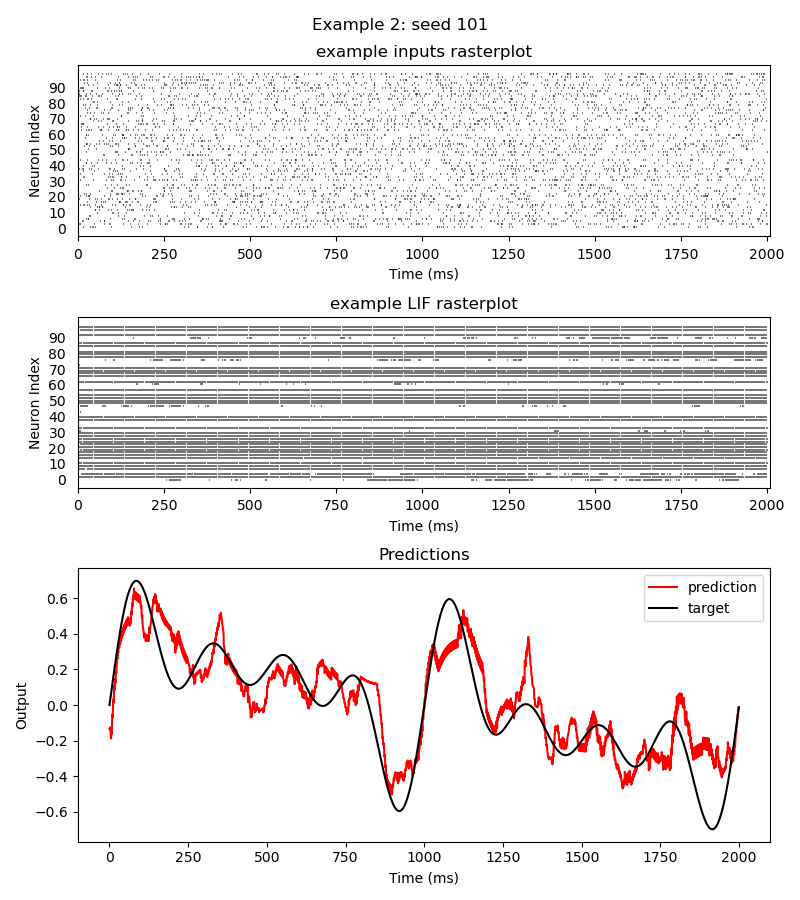 Example 2: seed 101
example inputs rasterplot
Neuron Index
90
80
70
60
50
40
30
20
10
0
0 250 500 750 1000 1250 1500 1750 2000
Time (ms)
example LIF rasterplot
Neuron Index
90
80
70
60
50
40
30
20
10
0
0 250 500 750 1000 1250 1500 1750 2000
Time (ms)
Predictions
Output
0.6
0.4
0.2
0.0
−0.2
−0.4
−0.6
prediction
target
0 250 500 750 1000 1250 1500 1750 2000
Time (ms)